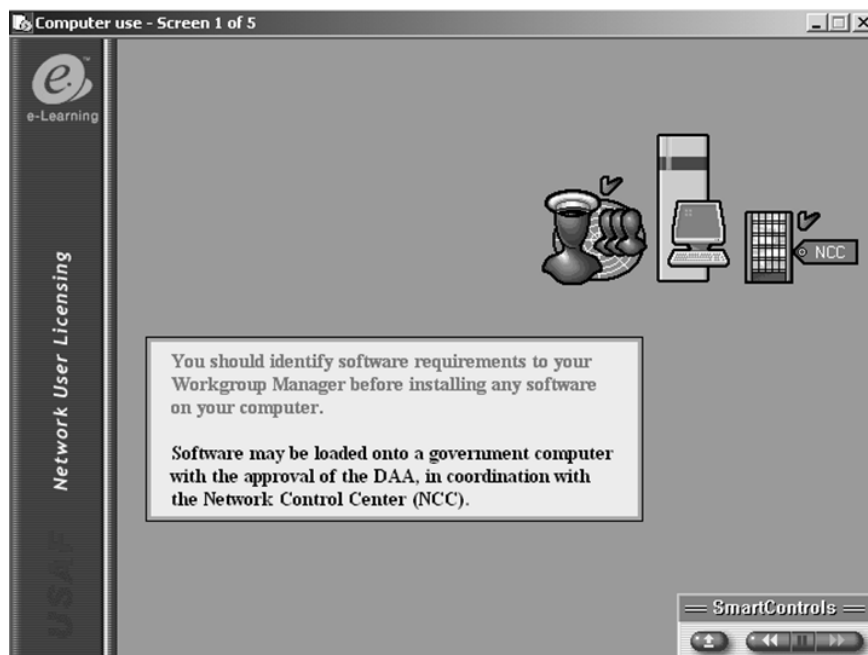 Computer use - Screen 1 of 5
e
e-Learning
Network User Licensing
USAF
NCC
You should identify software requirements to your
Workgroup Manager before installing any software
on your computer.
Software may be loaded onto a government computer
with the approval of the DAA, in coordination with
the Network Control Center (NCC).
SmartControls